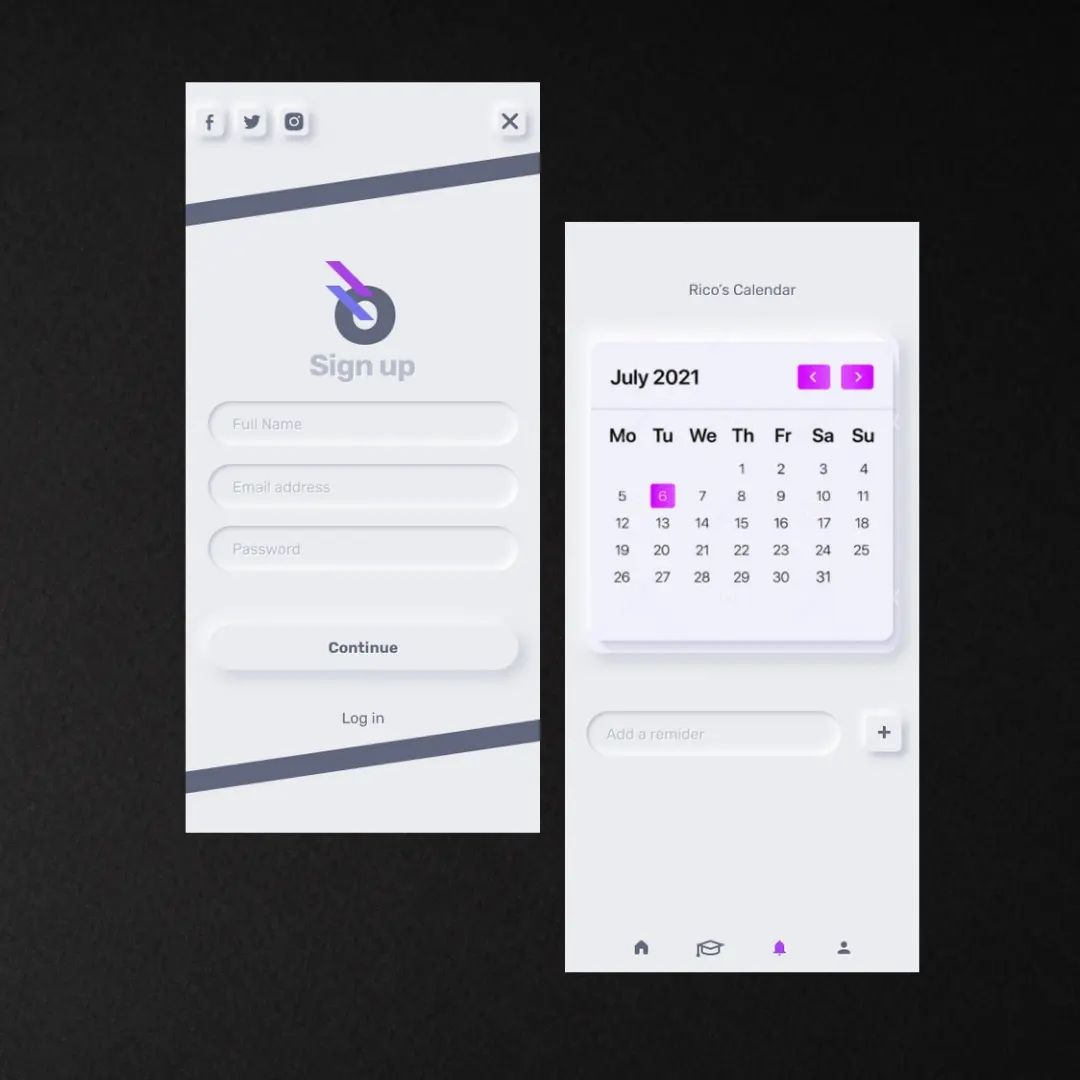 Sign up
Full Name
Email address
Password
Continue
Log in
Rico's Calendar
July 2021
Mo Tu We Th Fr Sa Su
1 2 3 4
5 6 7 8 9 10 11
12 13 14 15 16 17 18
19 20 21 22 23 24 25
26 27 28 29 30 31
Add a remider